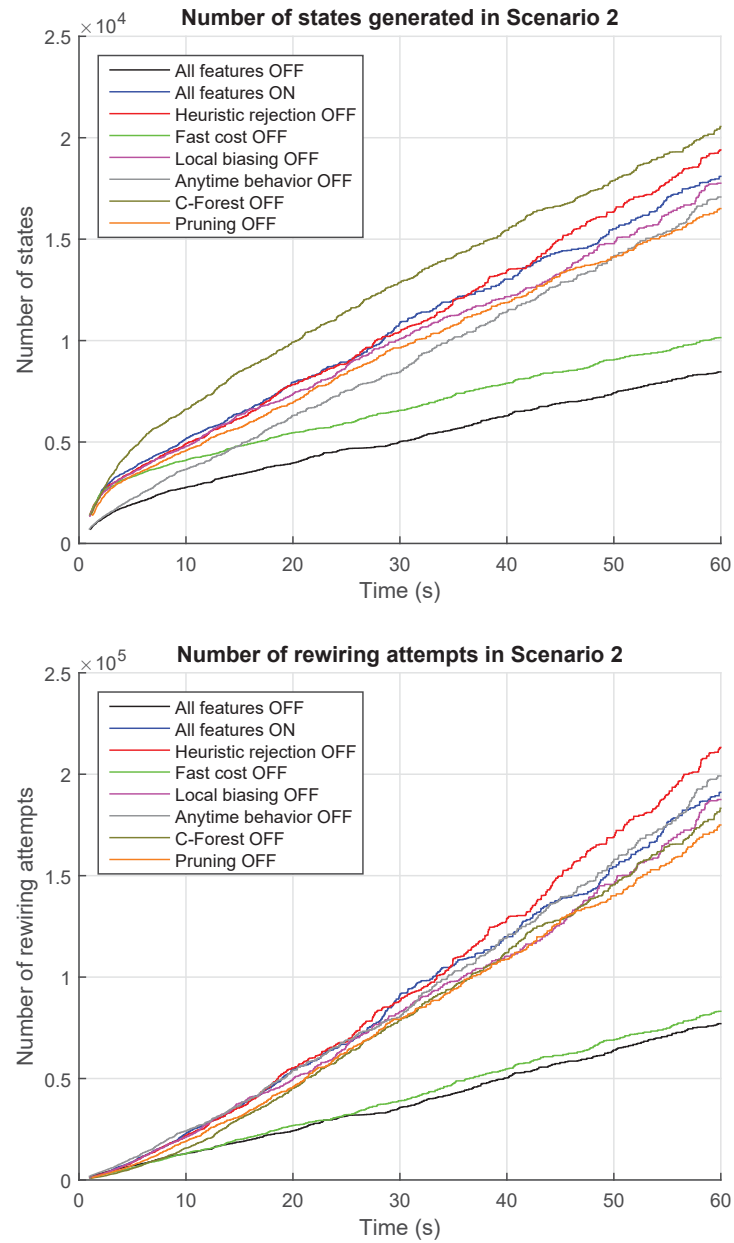 Number of states generated in Scenario 2
×10⁴
2.5
2
1.5
1
0.5
0
Number of states
All features OFF
All features ON
Heuristic rejection OFF
Fast cost OFF
Local biasing OFF
Anytime behavior OFF
C-Forest OFF
Pruning OFF
0 10 20 30 40 50 60
Time (s)
Number of rewiring attempts in Scenario 2
×10⁵
2.5
2
1.5
1
0.5
0
Number of rewiring attempts
All features OFF
All features ON
Heuristic rejection OFF
Fast cost OFF
Local biasing OFF
Anytime behavior OFF
C-Forest OFF
Pruning OFF
0 10 20 30 40 50 60
Time (s)